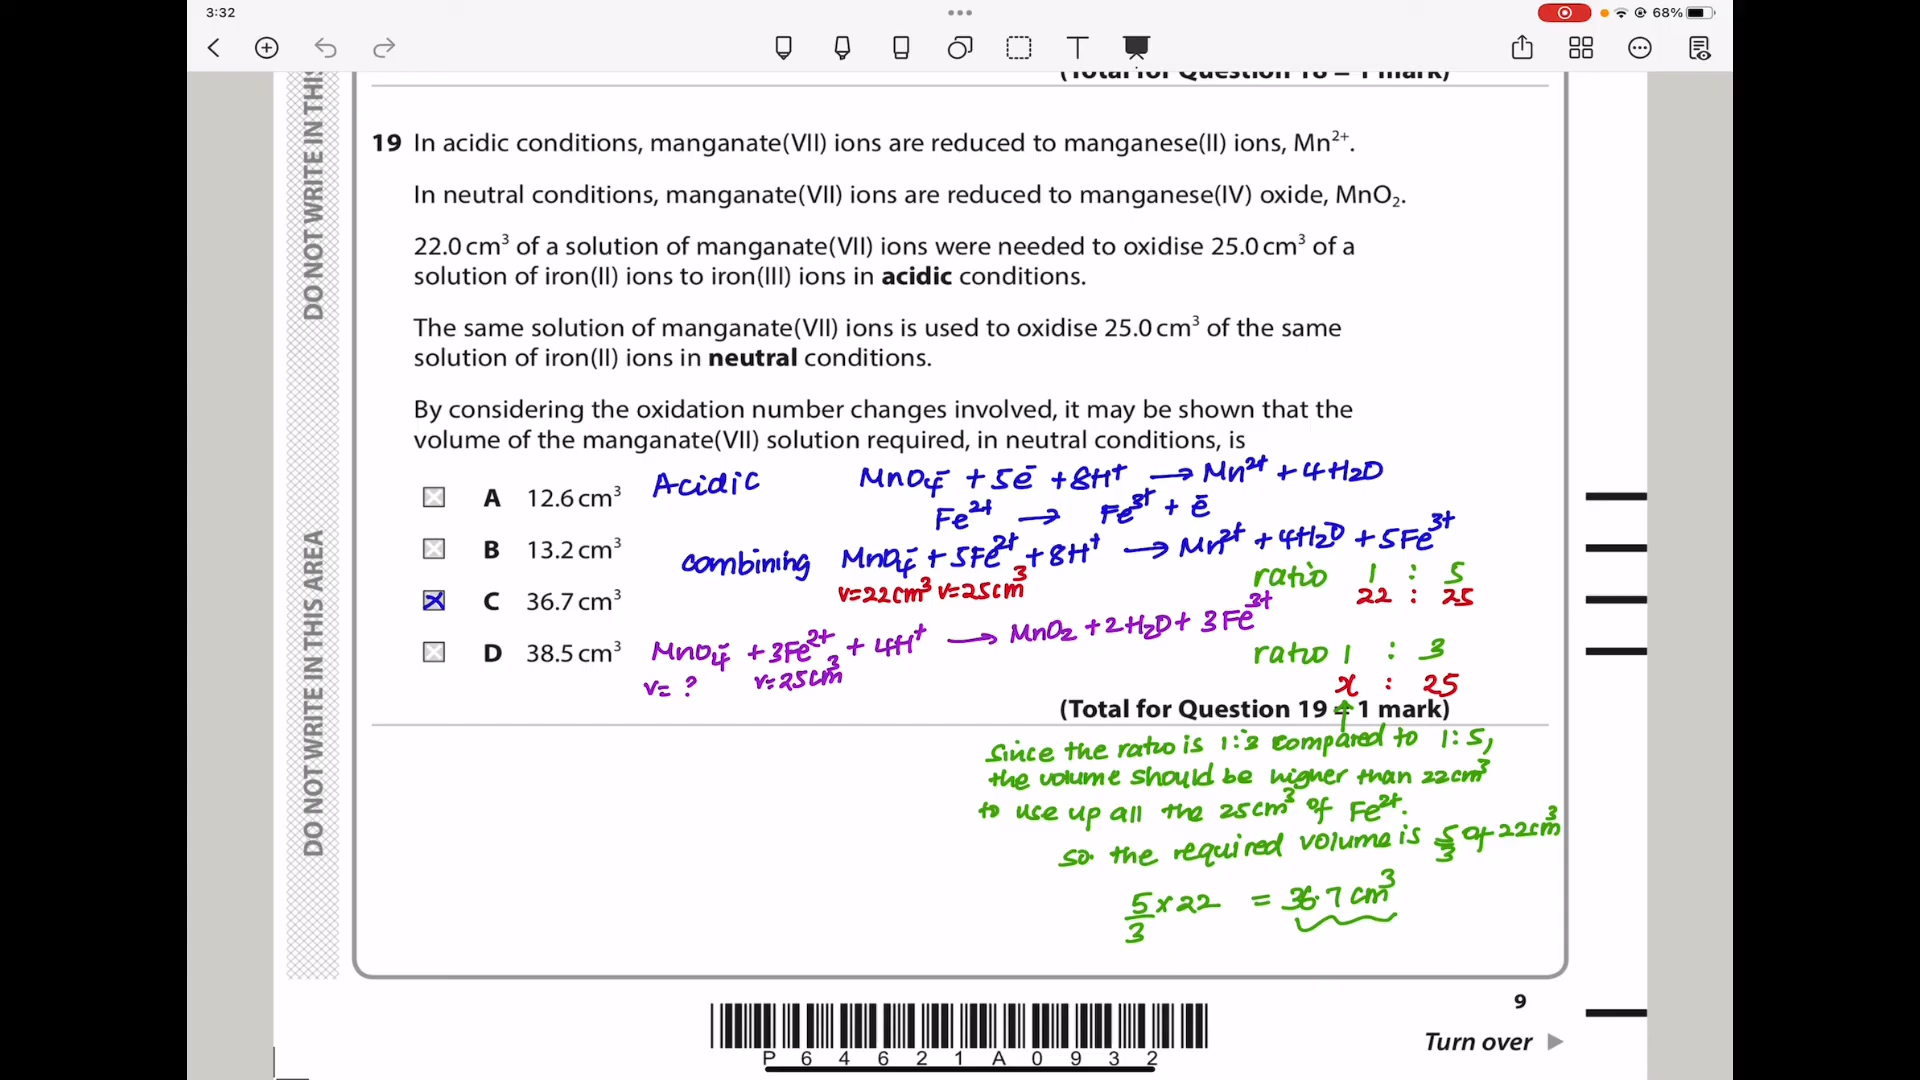 3:32
68%
(Total for Question 18 = 1 mark)
DO NOT WRITE IN THIS
19 In acidic conditions, manganate(VII) ions are reduced to manganese(II) ions, Mn²⁺.
In neutral conditions, manganate(VII) ions are reduced to manganese(IV) oxide, MnO₂.
22.0 cm³ of a solution of manganate(VII) ions were needed to oxidise 25.0 cm³ of a
solution of iron(II) ions to iron(III) ions in acidic conditions.
The same solution of manganate(VII) ions is used to oxidise 25.0 cm³ of the same
solution of iron(II) ions in neutral conditions.
By considering the oxidation number changes involved, it may be shown that the
volume of the manganate(VII) solution required, in neutral conditions, is
A 12.6 cm³
B 13.2 cm³
C 36.7 cm³
D 38.5 cm³
Acidic MnO₄⁻ + 5e⁻ + 8H⁺ → Mn²⁺ + 4H₂O
Fe²⁺ → Fe³⁺ + e⁻
combining MnO₄⁻ + 5Fe²⁺ + 8H⁺ → Mn²⁺ + 4H₂O + 5Fe³⁺
v=22cm³ v=25cm³
ratio 1 : 5
22 : 25
MnO₄⁻ + 3Fe²⁺ + 4H⁺ → MnO₂ + 2H₂O + 3Fe³⁺
v= ? v=25cm³
ratio 1 : 3
x : 25
(Total for Question 19 = 1 mark)
since the ratio is 1:3 compared to 1:5,
the volume should be higher than 22cm³
to use up all the 25cm³ of Fe²⁺.
so the required volume is 5/3 of 22cm³
5/3 × 22 = 36.7 cm³
DO NOT WRITE IN THIS AREA
9
P64621A0932
Turn over